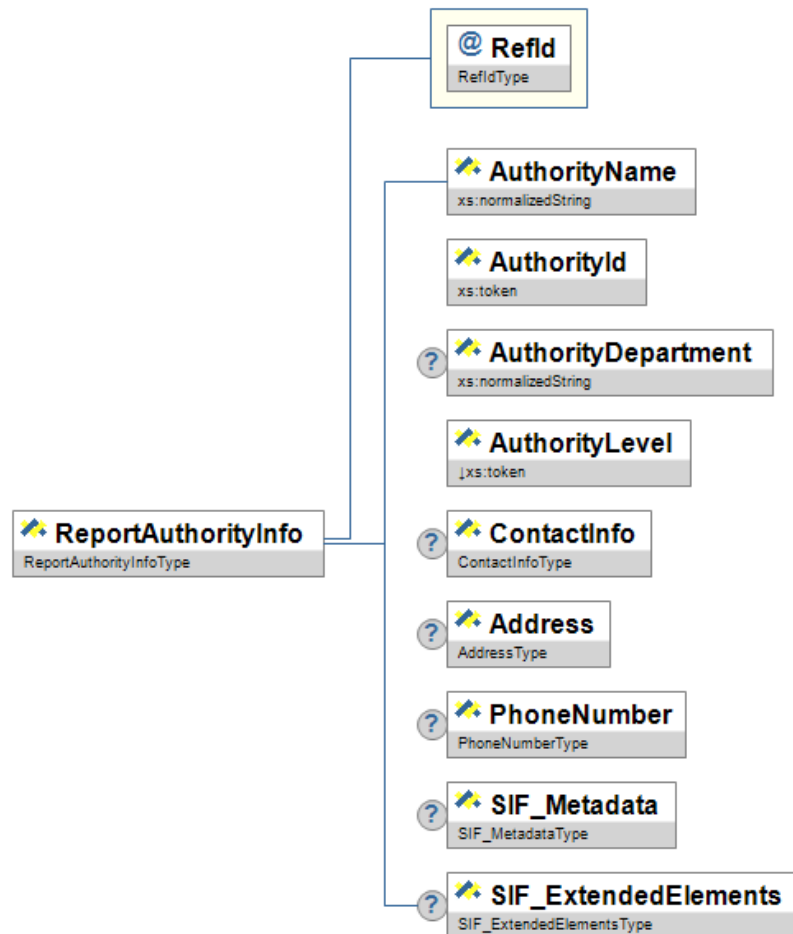 @ RefId
RefIdType
AuthorityName
xs:normalizedString
AuthorityId
xs:token
? AuthorityDepartment
xs:normalizedString
AuthorityLevel
↓xs:token
ReportAuthorityInfo
ReportAuthorityInfoType
? ContactInfo
ContactInfoType
? Address
AddressType
? PhoneNumber
PhoneNumberType
? SIF_Metadata
SIF_MetadataType
? SIF_ExtendedElements
SIF_ExtendedElementsType